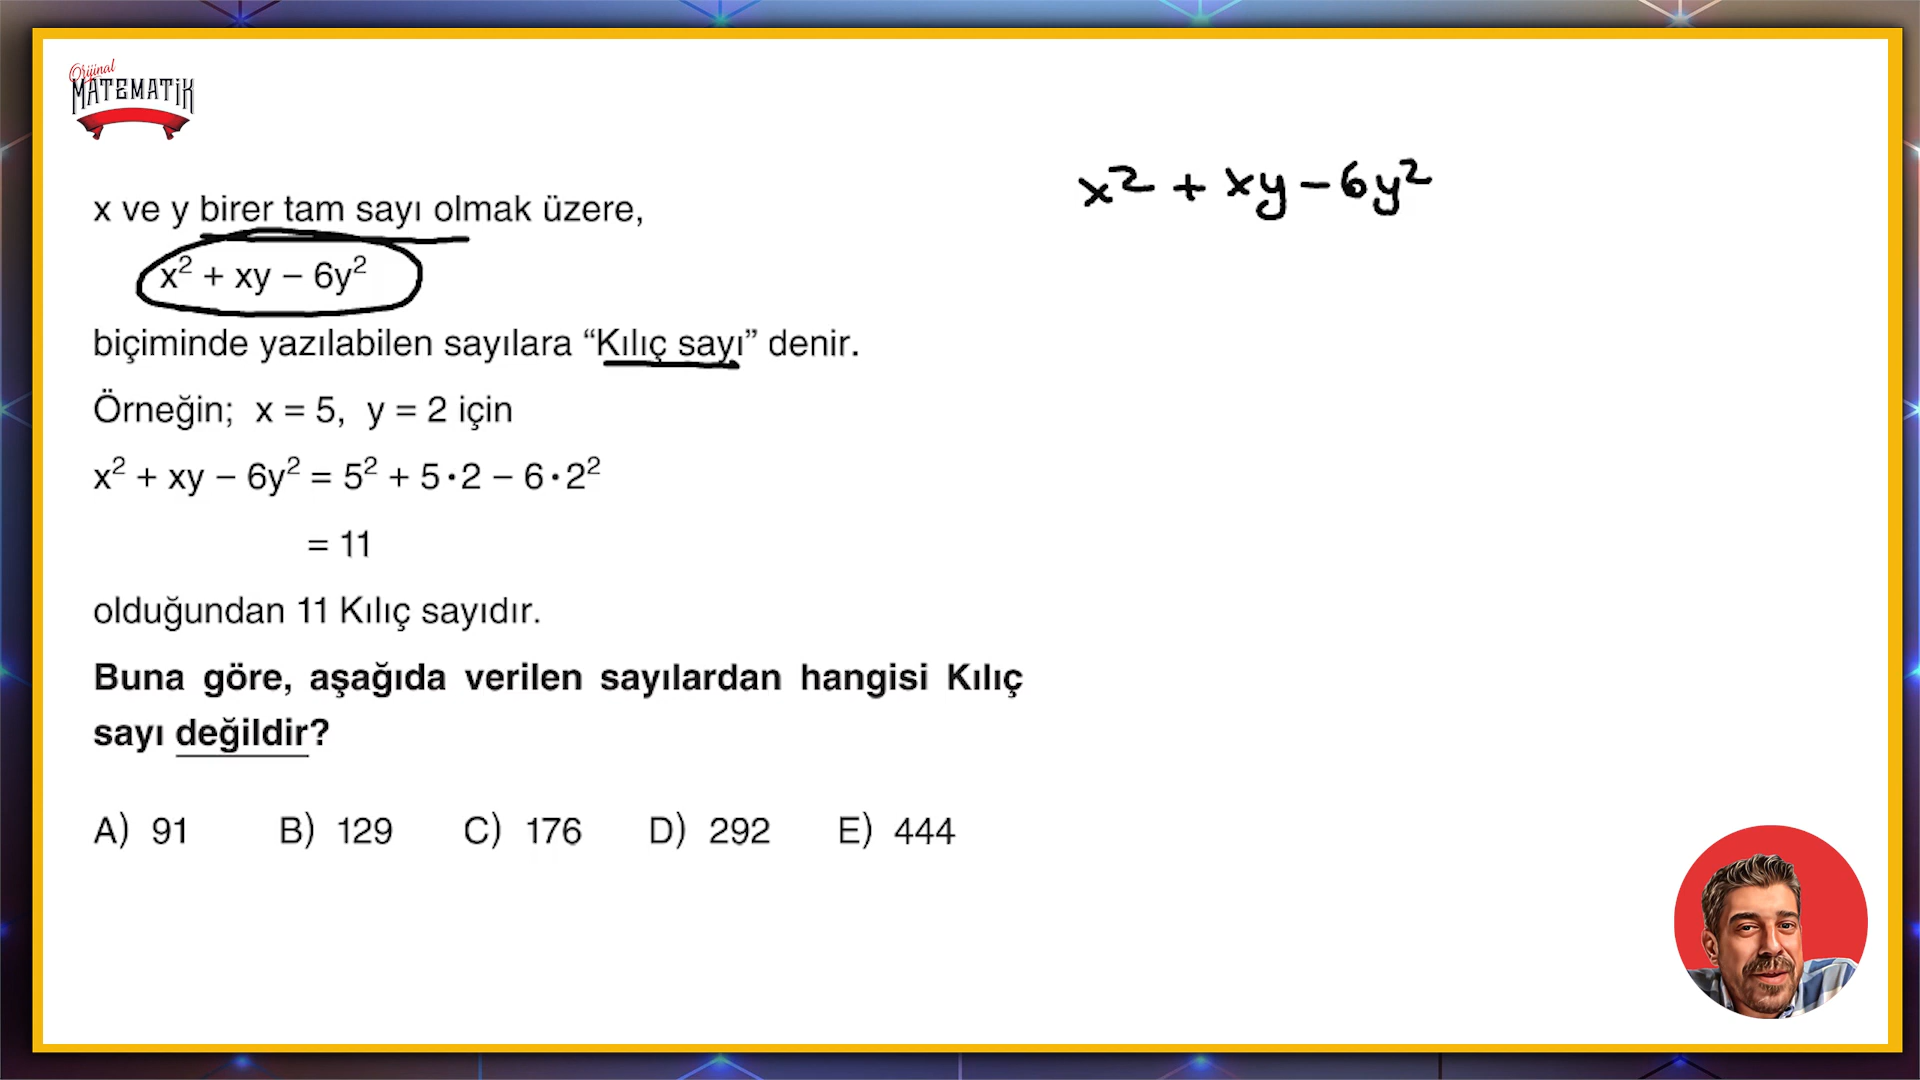 Orijinal
MATEMATİK
x ve y birer tam sayı olmak üzere,
x² + xy – 6y²
biçiminde yazılabilen sayılara “Kılıç sayı” denir.
Örneğin; x = 5, y = 2 için
x² + xy – 6y² = 5² + 5·2 – 6·2²
= 11
olduğundan 11 Kılıç sayıdır.
Buna göre, aşağıda verilen sayılardan hangisi Kılıç
sayı değildir?
A) 91 B) 129 C) 176 D) 292 E) 444
x² + xy – 6y²